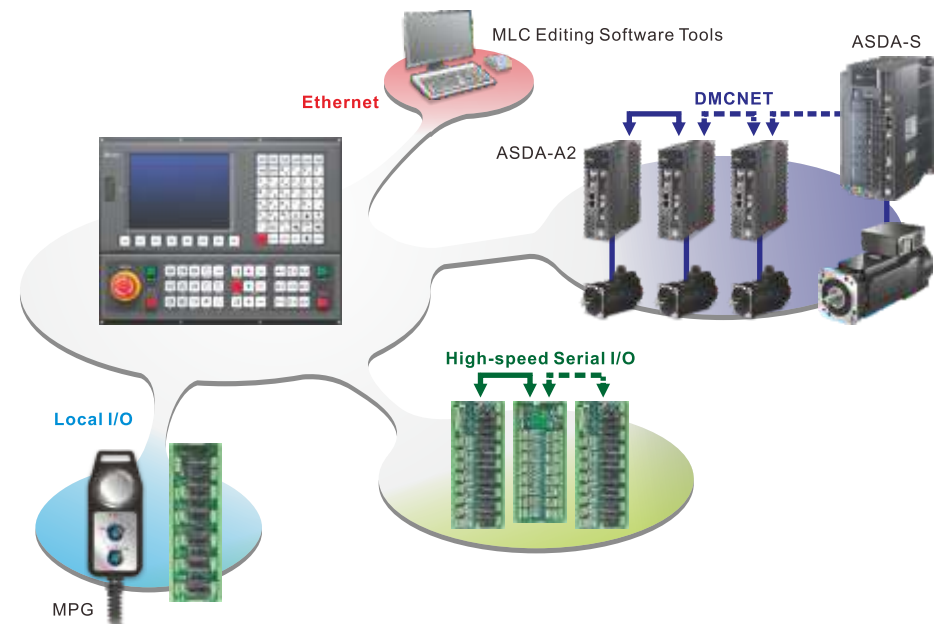 MLC Editing Software Tools
ASDA-S
Ethernet
DMCNET
ASDA-A2
High-speed Serial I/O
Local I/O
MPG